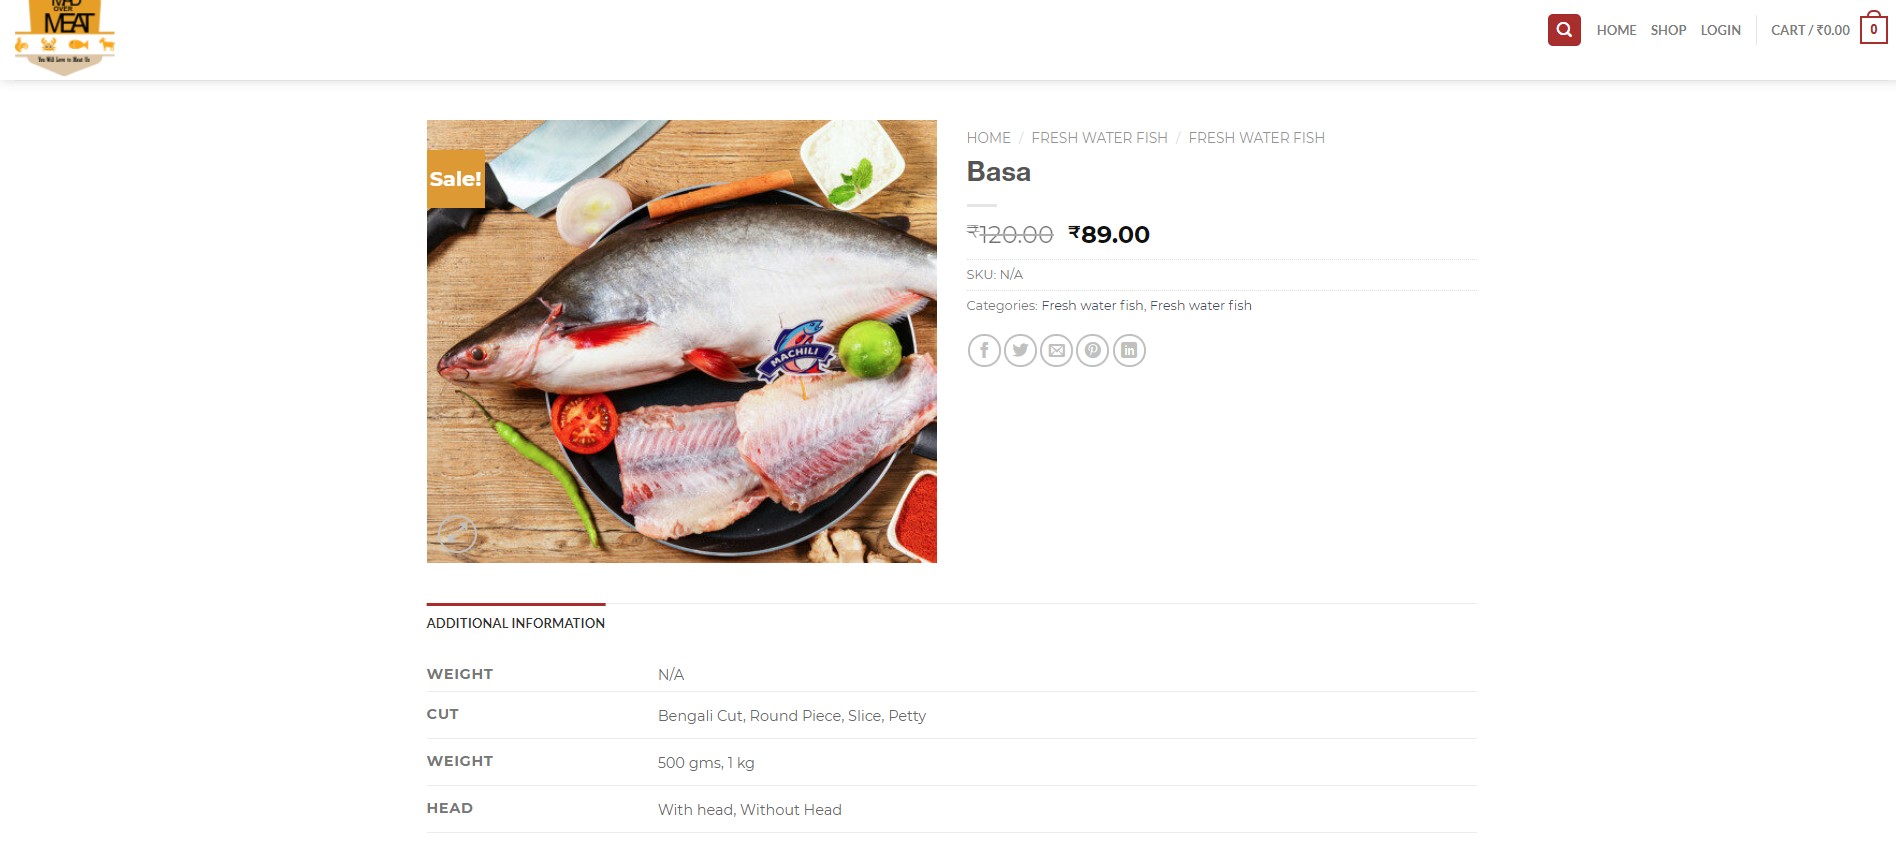 MAD
OVER
MEAT
You Will Love to Meat Us
HOME SHOP LOGIN CART / ₹0.00 0
Sale!
MACHILI
HOME / FRESH WATER FISH / FRESH WATER FISH
Basa
₹120.00 ₹89.00
SKU: N/A
Categories: Fresh water fish, Fresh water fish
ADDITIONAL INFORMATION
WEIGHT N/A
CUT Bengali Cut, Round Piece, Slice, Petty
WEIGHT 500 gms, 1 kg
HEAD With head, Without Head